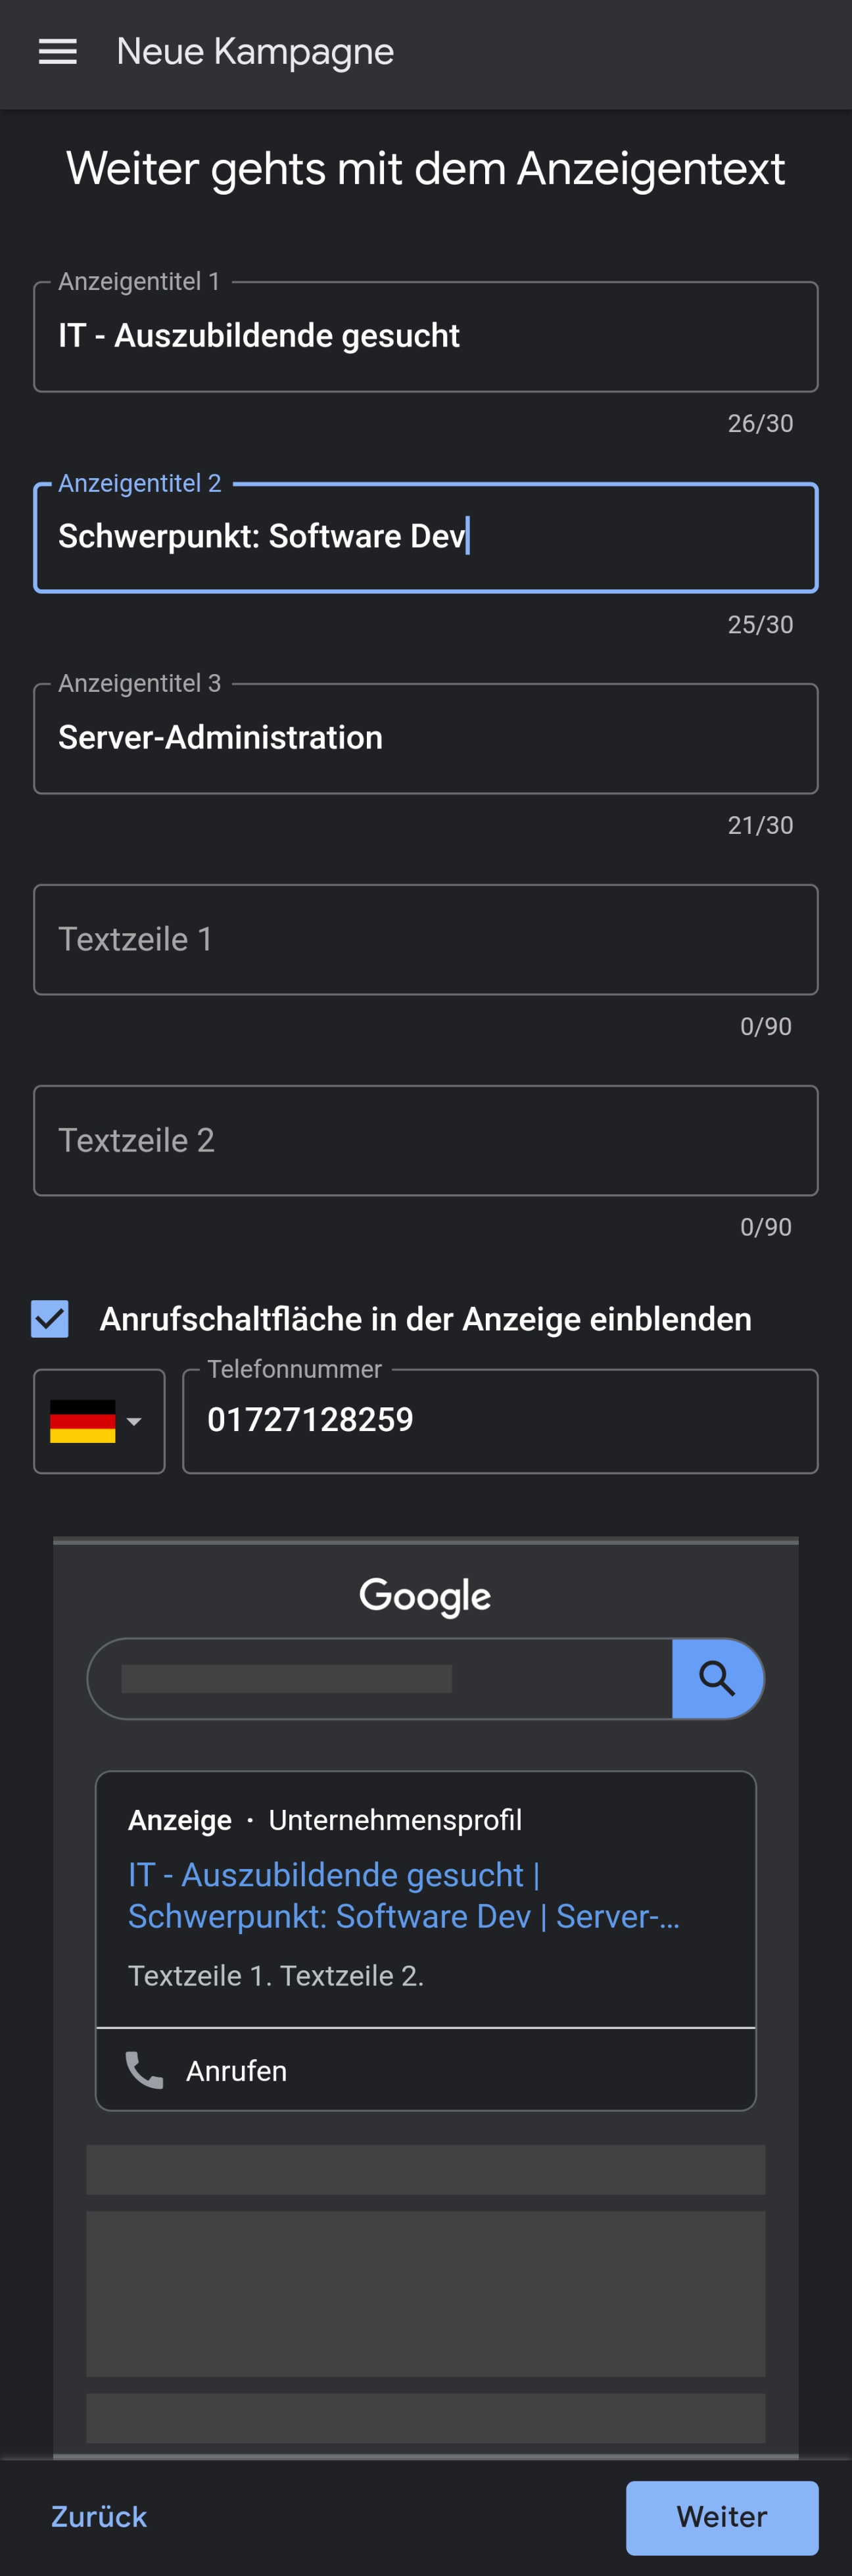 Neue Kampagne
Weiter gehts mit dem Anzeigentext
Anzeigentitel 1
IT - Auszubildende gesucht
26/30
Anzeigentitel 2
Schwerpunkt: Software Dev
25/30
Anzeigentitel 3
Server-Administration
21/30
Textzeile 1
0/90
Textzeile 2
0/90
Anrufschaltfläche in der Anzeige einblenden
Telefonnummer
01727128259
Google
Anzeige · Unternehmensprofil
IT - Auszubildende gesucht |
Schwerpunkt: Software Dev | Server-...
Textzeile 1. Textzeile 2.
Anrufen
Zurück
Weiter